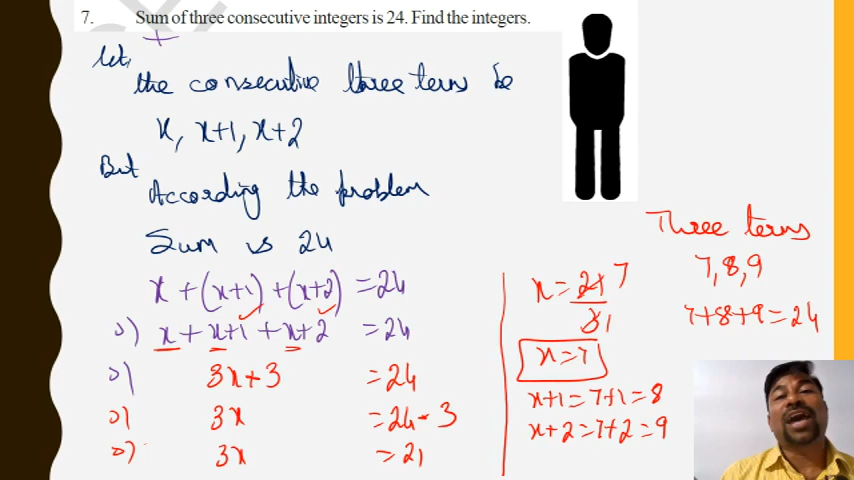 7. Sum of three consecutive integers is 24. Find the integers.
Let,
the consecutive three terms be
x, x+1, x+2
But
According the problem
Sum is 24
x+(x+1)+(x+2)=24
⇒) x+x+1+x+2 =24
⇒) 3x+3 =24
⇒) 3x =24-3
⇒) 3x =21
x=21 7
3 1
x=7
x+1=7+1=8
x+2=7+2=9
Three terms
7,8,9
7+8+9=24